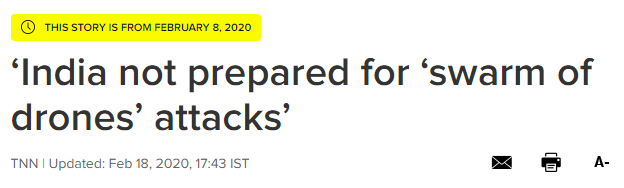 THIS STORY IS FROM FEBRUARY 8, 2020
‘India not prepared for ‘swarm of
drones’ attacks’
TNN | Updated: Feb 18, 2020, 17:43 IST
A-